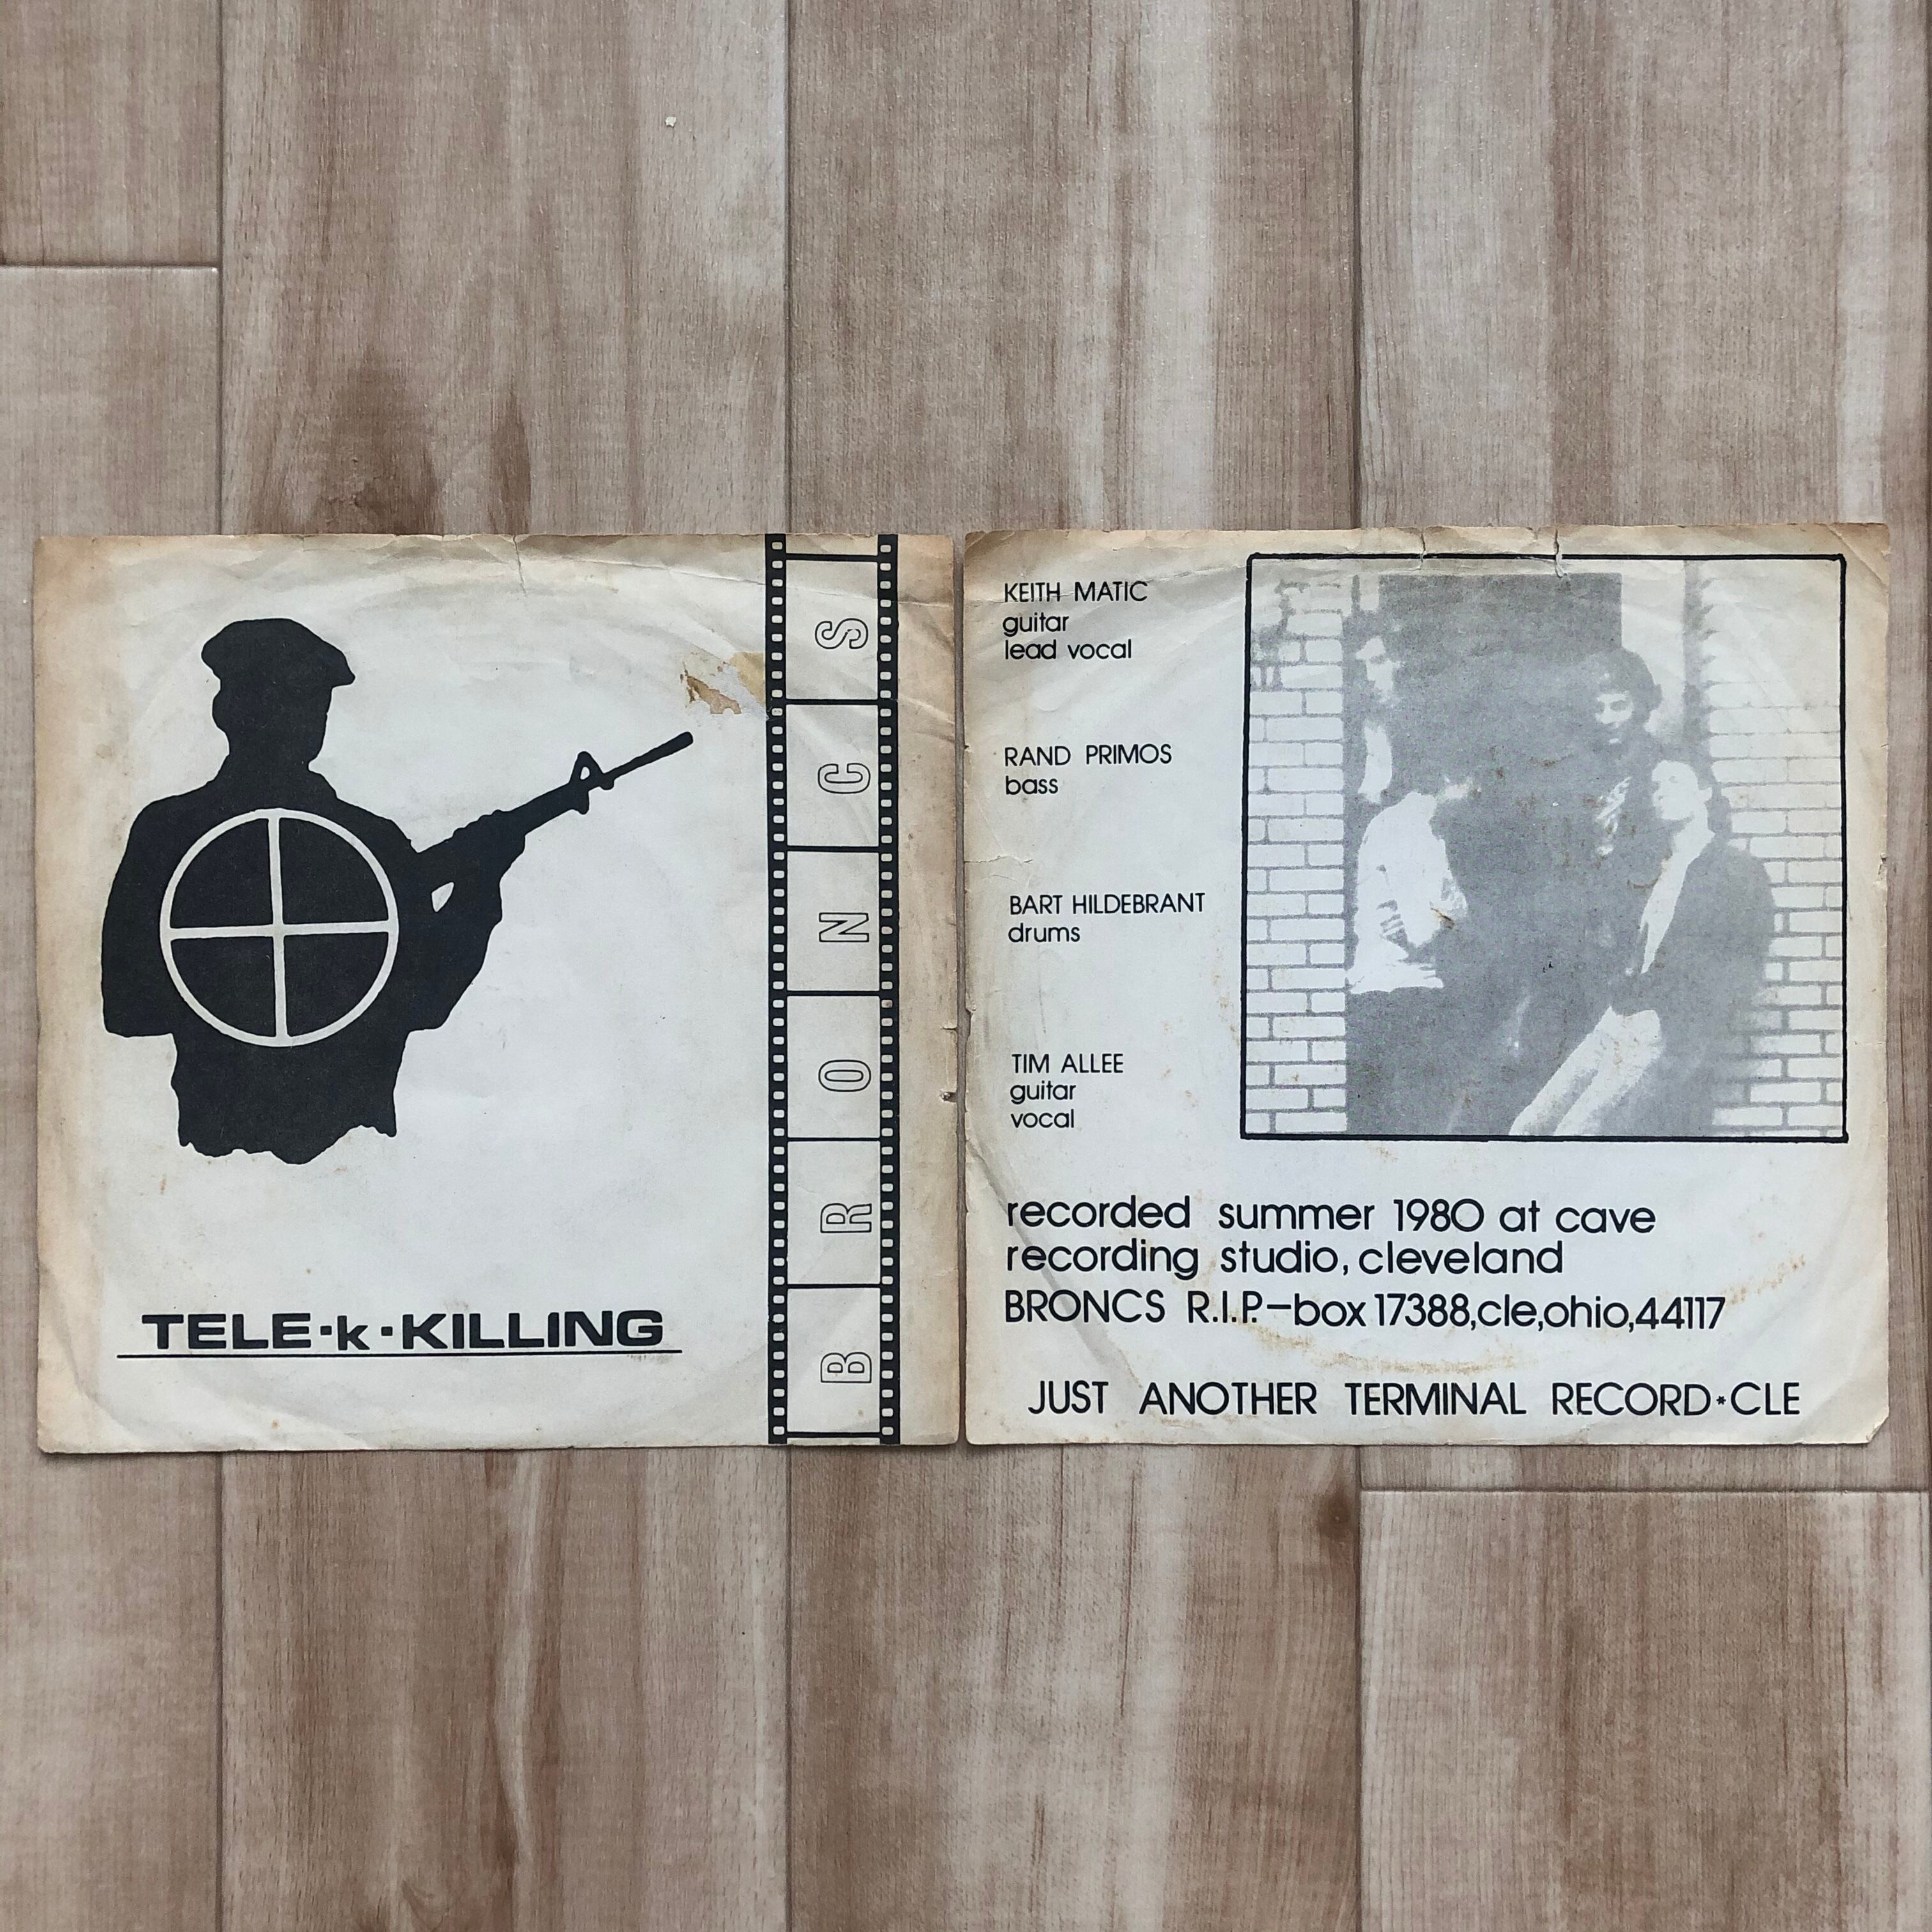 TELE·k·KILLING
BRONCS
KEITH MATIC
guitar
lead vocal
RAND PRIMOS
bass
BART HILDEBRANT
drums
TIM ALLEE
guitar
vocal
recorded summer 1980 at cave
recording studio, cleveland
BRONCS R.I.P.–box 17388,cle,ohio,44117
JUST ANOTHER TERMINAL RECORD*CLE